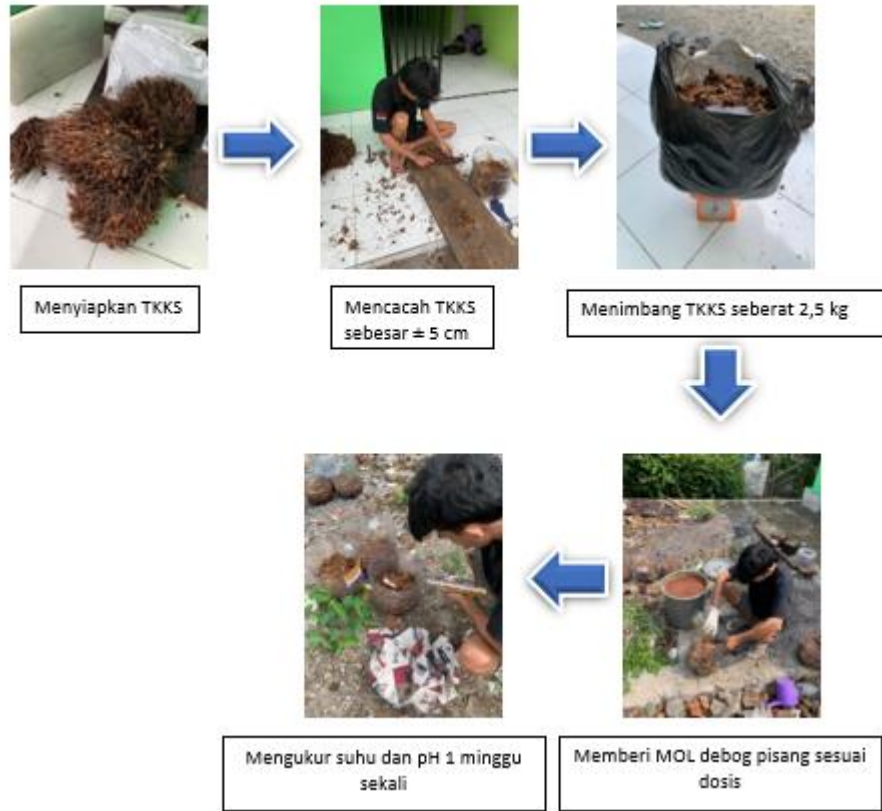 Menyiapkan TKKS
Mencacah TKKS
sebesar ± 5 cm
Menimbang TKKS seberat 2,5 kg
Memberi MOL debog pisang sesuai
dosis
Mengukur suhu dan pH 1 minggu
sekali